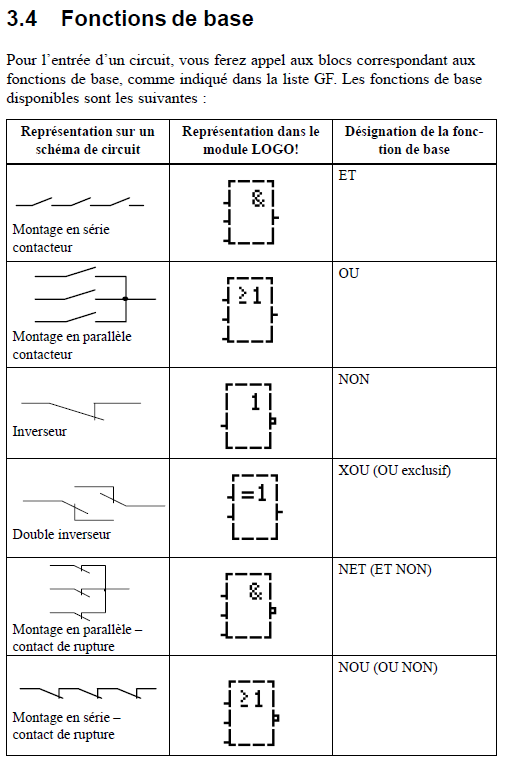 3.4 Fonctions de base
Pour l’entrée d’un circuit, vous ferez appel aux blocs correspondant aux
fonctions de base, comme indiqué dans la liste GF. Les fonctions de base
disponibles sont les suivantes :
Représentation sur un
schéma de circuit
Représentation dans le
module LOGO!
Désignation de la fonc-
tion de base
Montage en série
contacteur
&
ET
Montage en parallèle
contacteur
≥1
OU
Inverseur
1
NON
Double inverseur
=1
XOU (OU exclusif)
Montage en parallèle –
contact de rupture
&
NET (ET NON)
Montage en série –
contact de rupture
≥1
NOU (OU NON)